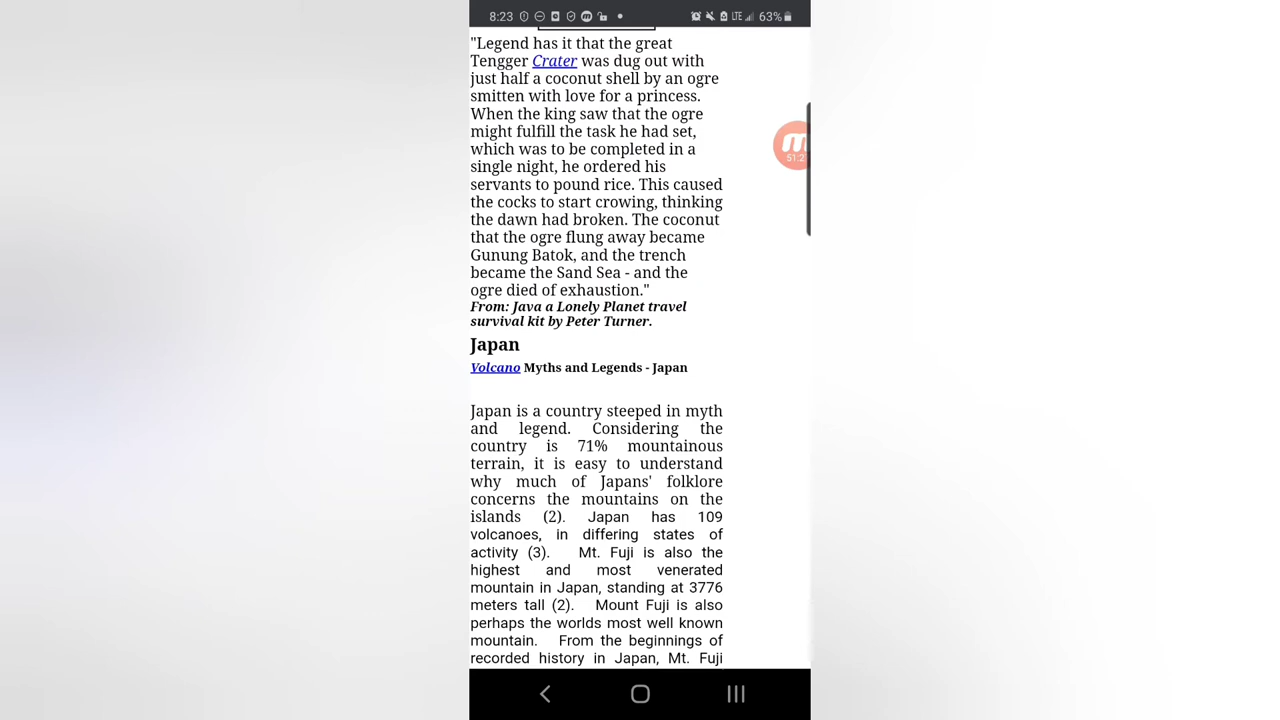 8:23 LTE 63%
"Legend has it that the great
Tengger Crater was dug out with
just half a coconut shell by an ogre
smitten with love for a princess.
When the king saw that the ogre
might fulfill the task he had set,
which was to be completed in a
single night, he ordered his
servants to pound rice. This caused
the cocks to start crowing, thinking
the dawn had broken. The coconut
that the ogre flung away became
Gunung Batok, and the trench
became the Sand Sea - and the
ogre died of exhaustion."
From: Java a Lonely Planet travel
survival kit by Peter Turner.
Japan
Volcano Myths and Legends - Japan
Japan is a country steeped in myth
and legend. Considering the
country is 71% mountainous
terrain, it is easy to understand
why much of Japans' folklore
concerns the mountains on the
islands (2). Japan has 109
volcanoes, in differing states of
activity (3). Mt. Fuji is also the
highest and most venerated
mountain in Japan, standing at 3776
meters tall (2). Mount Fuji is also
perhaps the worlds most well known
mountain. From the beginnings of
recorded history in Japan, Mt. Fuji